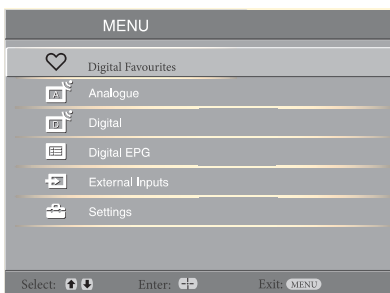 MENU
Digital Favourites
A Analogue
D Digital
Digital EPG
External Inputs
Settings
Select: Enter: Exit: MENU